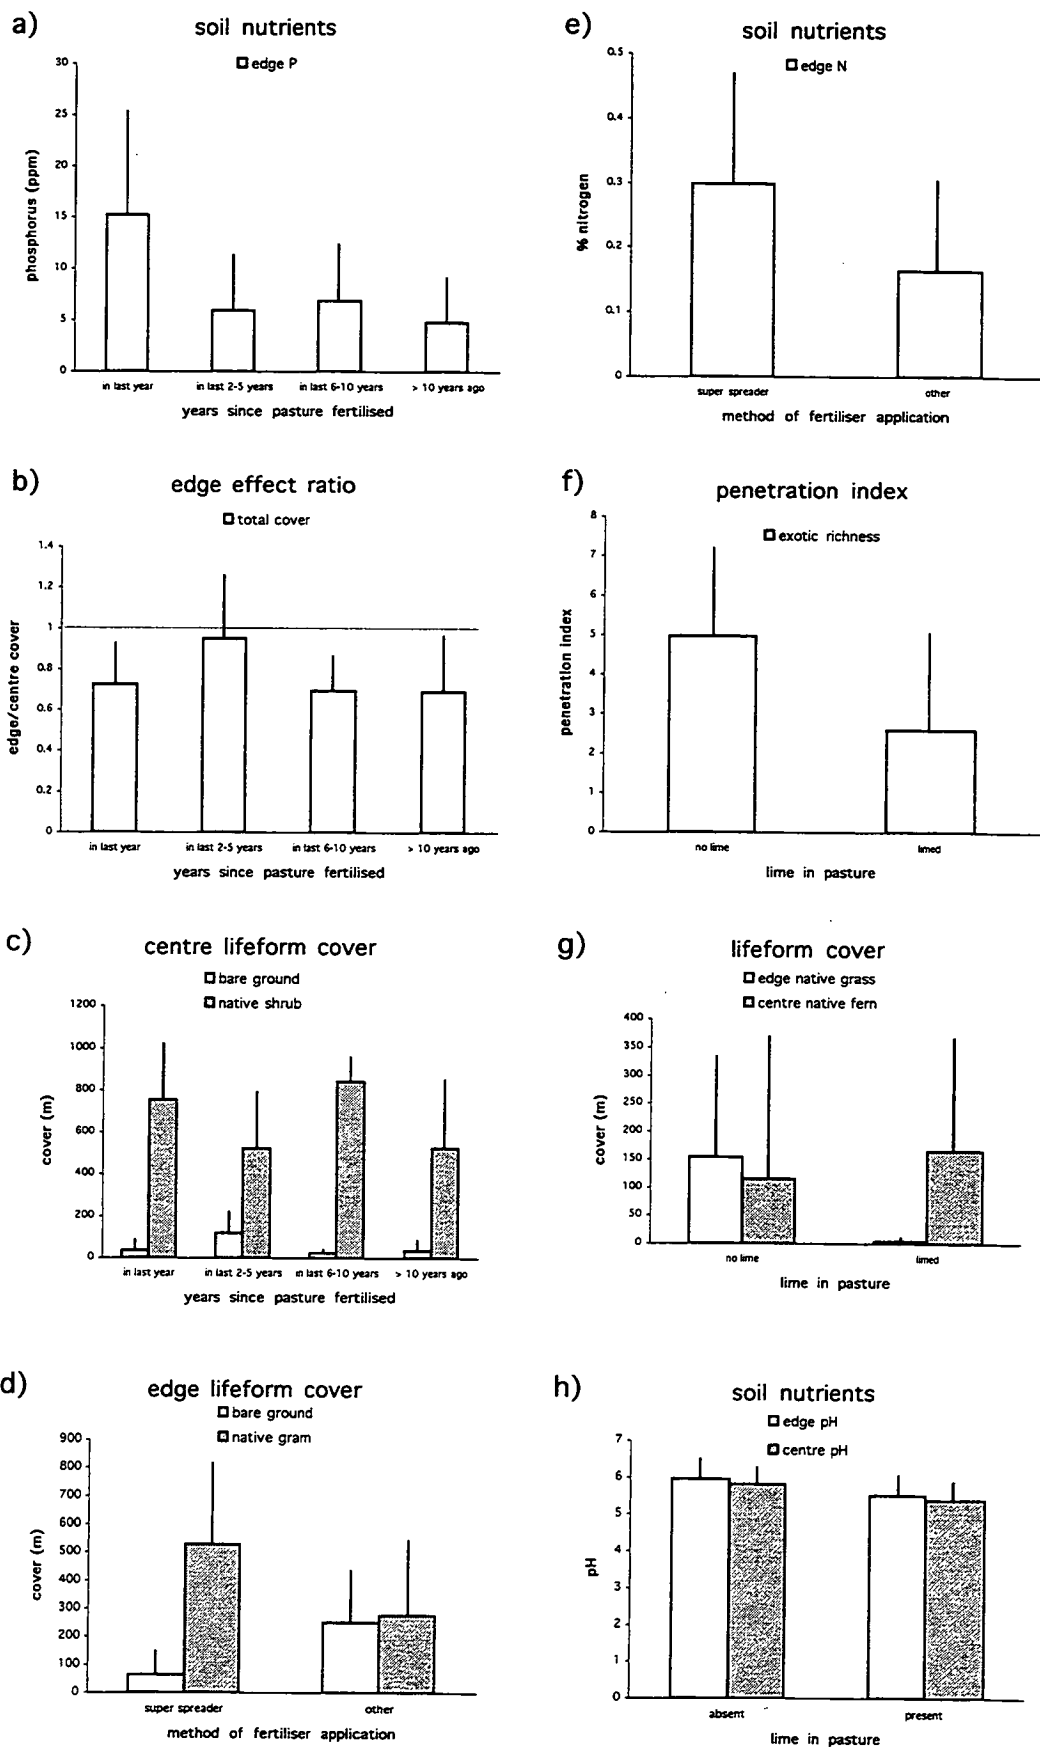 a)
soil nutrients
edge P
30
25
20
15
10
5
0
phosphorus (ppm)
in last year
in last 2-5 years
in last 6-10 years
> 10 years ago
years since pasture fertilised
b)
edge effect ratio
total cover
1.4
1.2
1
0.8
0.6
0.4
0.2
0
edge/centre cover
in last year
in last 2-5 years
in last 6-10 years
> 10 years ago
years since pasture fertilised
c)
centre lifeform cover
bare ground
native shrub
1200
1000
800
600
400
200
0
cover (m)
in last year
in last 2-5 years
in last 6-10 years
> 10 years ago
years since pasture fertilised
d)
edge lifeform cover
bare ground
native gram
900
800
700
600
500
400
300
200
100
0
cover (m)
super spreader
other
method of fertiliser application
e)
soil nutrients
edge N
0.5
0.4
0.3
0.2
0.1
0
% nitrogen
super spreader
other
method of fertiliser application
f)
penetration index
exotic richness
8
7
6
5
4
3
2
1
0
penetration index
no lime
limed
lime in pasture
g)
lifeform cover
edge native grass
centre native fern
400
350
300
250
200
150
100
50
0
cover (m)
no lime
limed
lime in pasture
h)
soil nutrients
edge pH
centre pH
7
6
5
4
3
2
1
0
pH
absent
present
lime in pasture